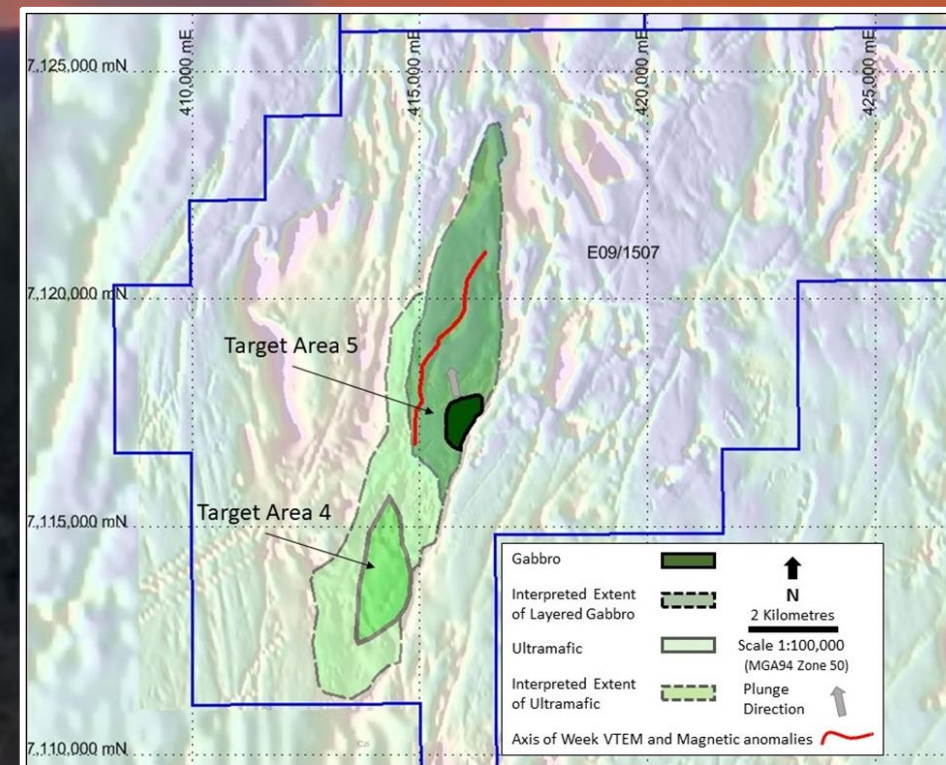 410,000 mE
415,000 mE
420,000 mE
425,000 mE
7,125,000 mN
E09/1507
7,120,000 mN
Target Area 5
Target Area 4
7,115,000 mN
Gabbro
N
Interpreted Extent
of Layered Gabbro
2 Kilometres
Ultramafic
Scale 1:100,000
(MGA94 Zone 50)
Interpreted Extent
of Ultramafic
Plunge
Direction
Axis of Week VTEM and Magnetic anomalies
7,110,000 mN